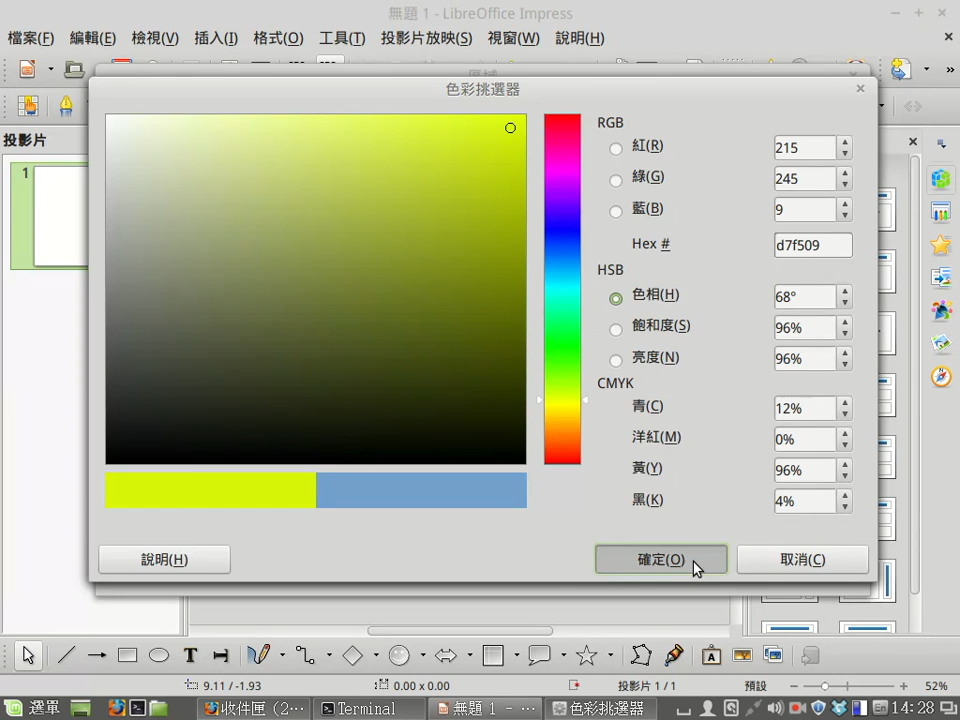 無題 1 - LibreOffice Impress
檔案(F) 編輯(E) 檢視(V) 插入(I) 格式(O) 工具(T) 投影片放映(S) 視窗(W) 說明(H)
色彩挑選器
投影片
1
RGB
紅(R) 215
綠(G) 245
藍(B) 9
Hex # d7f509
HSB
色相(H) 68°
飽和度(S) 96%
亮度(N) 96%
CMYK
青(C) 12%
洋紅(M) 0%
黃(Y) 96%
黑(K) 4%
說明(H) 確定(O) 取消(C)
9.11 / -1.93 0.00 x 0.00 投影片 1 / 1 預設 52%
選單 收件匣 (2… Terminal 無題 1 - … 色彩挑選器 En 14:28